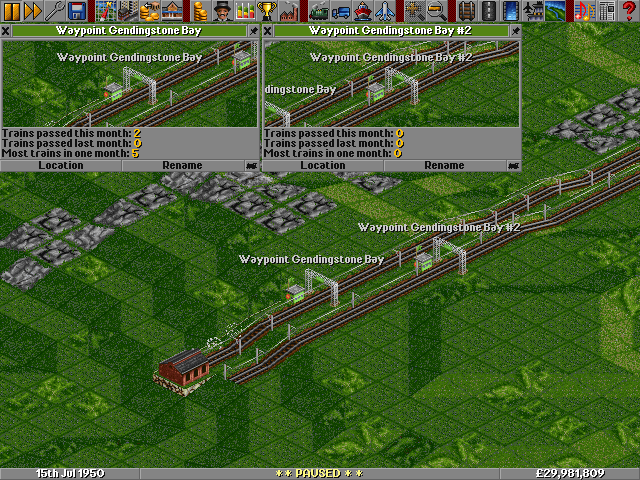 Waypoint Gendingstone Bay
Waypoint Gendingstone Bay #2
Waypoint Gendingstone Bay
Waypoint Gendingstone Bay #2
dingstone Bay
Trains passed this month: 2
Trains passed last month: 0
Most trains in one month: 5
Trains passed this month: 0
Trains passed last month: 0
Most trains in one month: 0
Location
Rename
Location
Rename
Waypoint Gendingstone Bay #2
Waypoint Gendingstone Bay
15th Jul 1950
* * PAUSED * *
£29,981,809